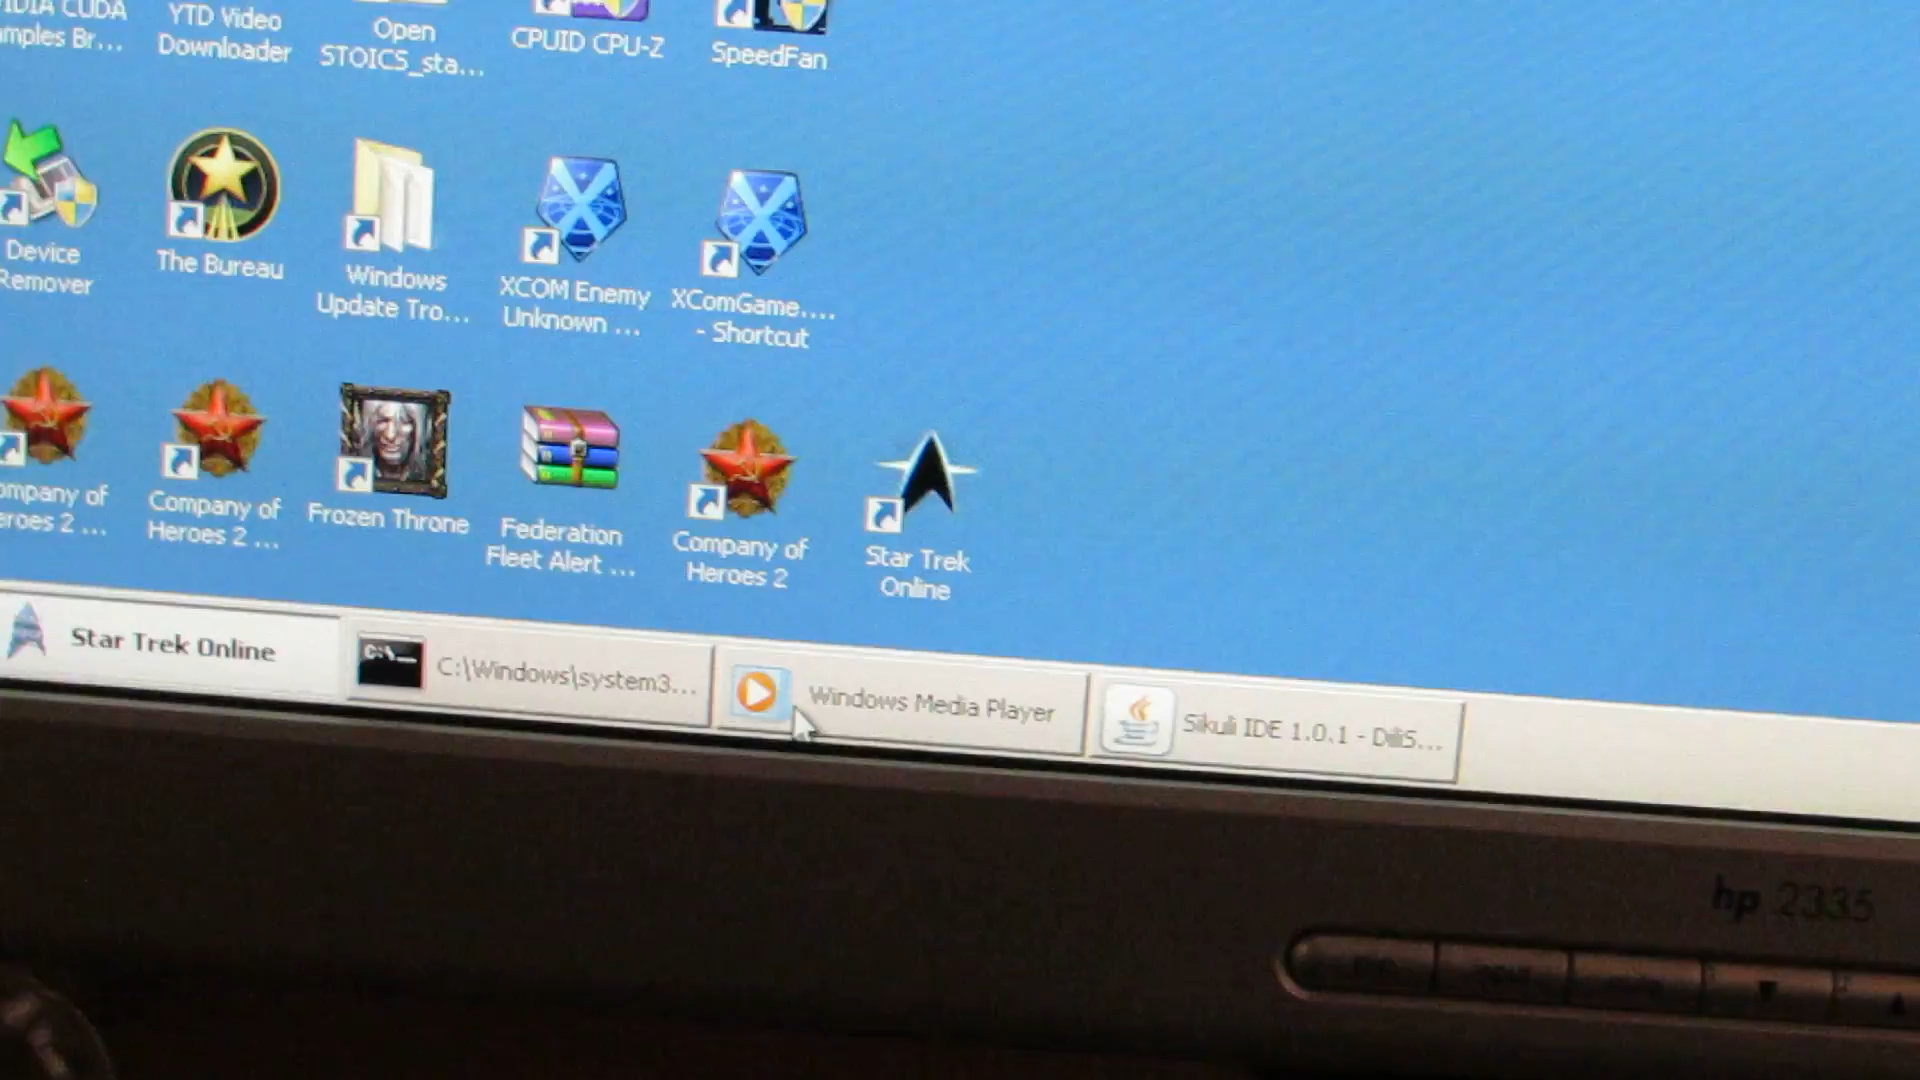 CUDA
mples Br...
YTD Video
Downloader
Open
STOICS_sta...
CPUID CPU-Z
SpeedFan
Device
Remover
The Bureau
Windows
Update Tro...
XCOM Enemy
Unknown ...
XComGame....
- Shortcut
ompany of
eroes 2 ...
Company of
Heroes 2 ...
Frozen Throne
Federation
Fleet Alert ...
Company of
Heroes 2
Star Trek
Online
Star Trek Online
C:\Windows\system3...
Windows Media Player
Sikuli IDE 1.0.1 - DiliS...
hp 2335